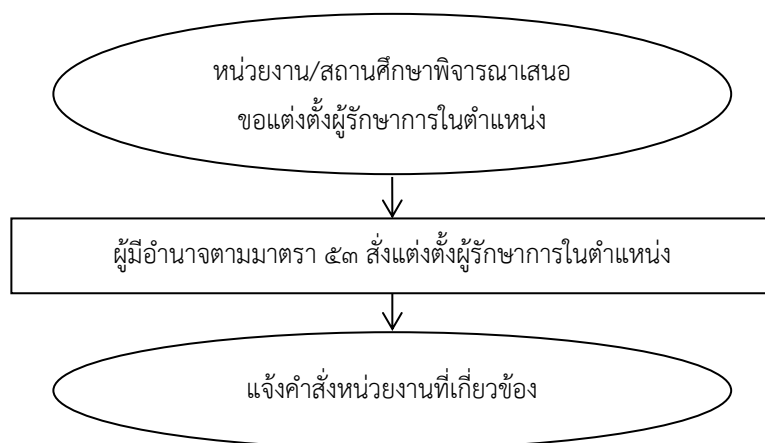 หน่วยงาน/สถานศึกษาพิจารณาเสนอ
ขอแต่งตั้งผู้รักษาการในตำแหน่ง
ผู้มีอำนาจตามมาตรา ๕๓ สั่งแต่งตั้งผู้รักษาการในตำแหน่ง
แจ้งคำสั่งหน่วยงานที่เกี่ยวข้อง